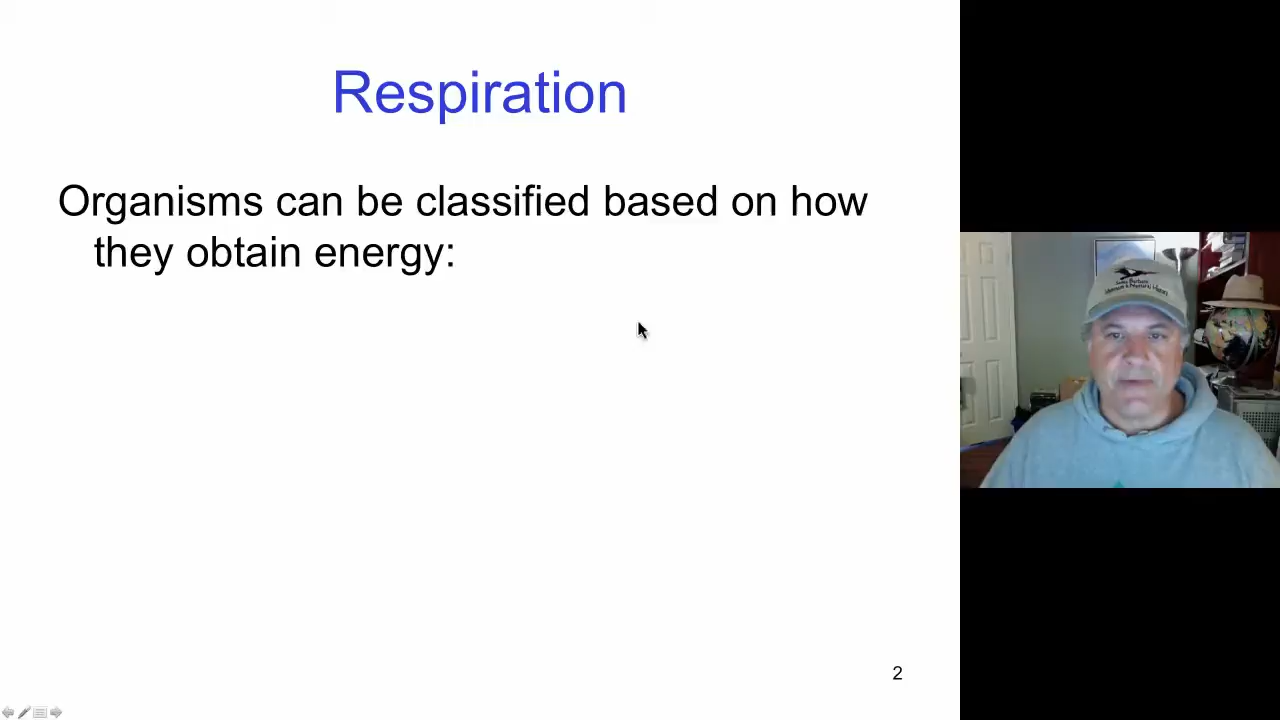 Respiration
Organisms can be classified based on how
they obtain energy:
2